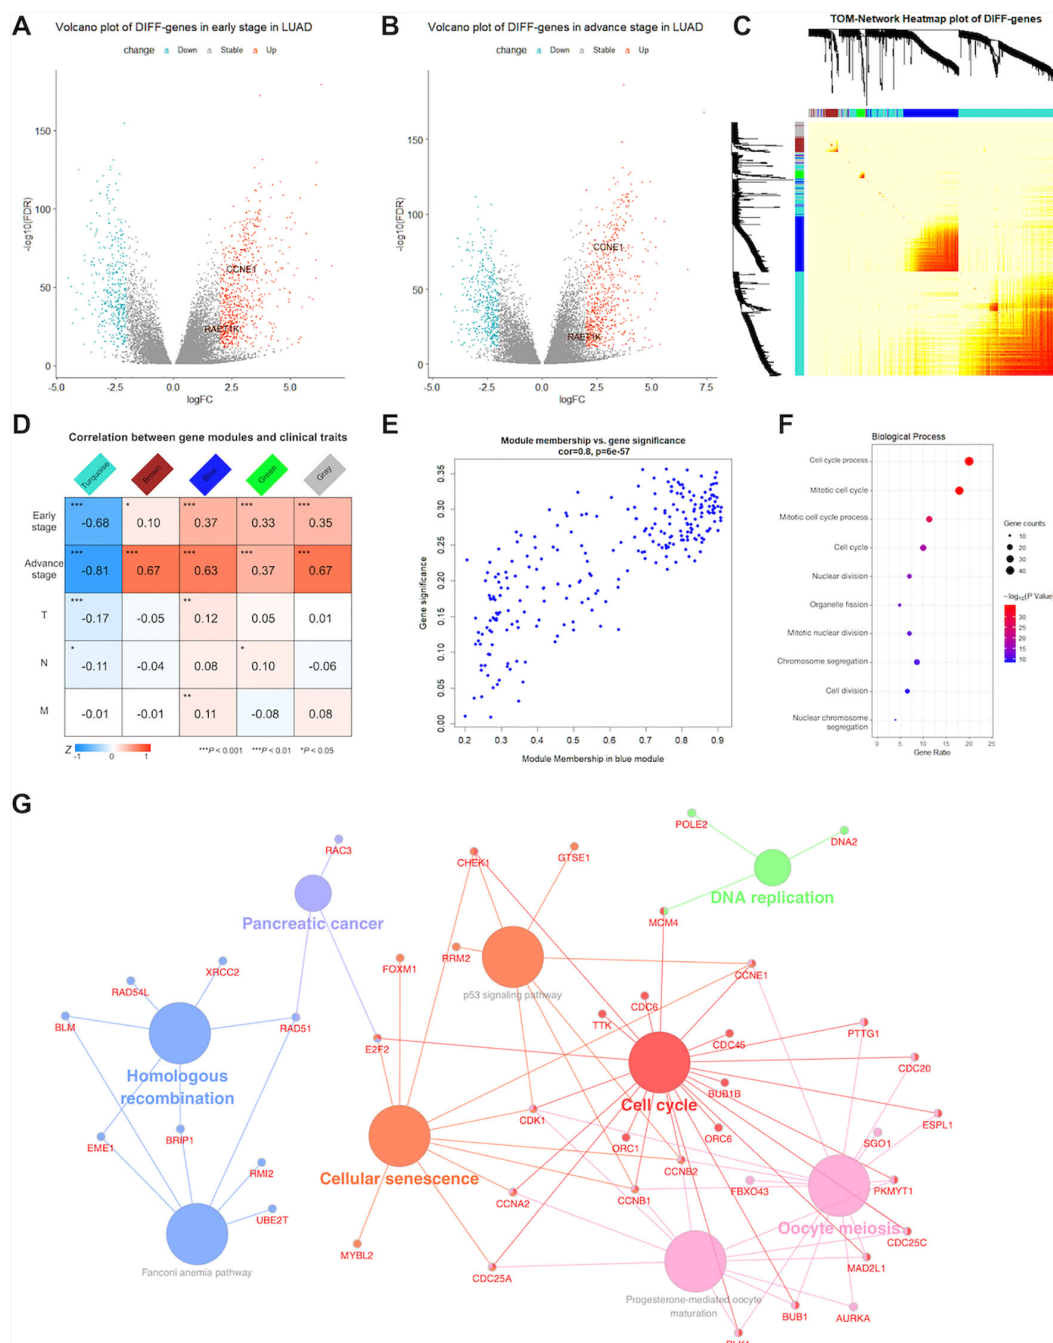 A
Volcano plot of DIFF-genes in early stage in LUAD
change a Down a Stable a Up
-log10(FDR)
150
100
50
0
CCNE1
RAET1K
-5.0 -2.5 0.0 2.5 5.0
logFC
B
Volcano plot of DIFF-genes in advance stage in LUAD
change a Down a Stable a Up
-log10(FDR)
150
100
50
0
CCNE1
RAET1K
-5.0 -2.5 0.0 2.5 5.0 7.5
logFC
C
TOM-Network Heatmap plot of DIFF-genes
D
Correlation between gene modules and clinical traits
Turquoise Brown Blue Green Gray
Early stage
*** -0.68 * 0.10 *** 0.37 *** 0.33 *** 0.35
Advance stage
*** -0.81 *** 0.67 *** 0.63 *** 0.37 *** 0.67
T *** -0.17 -0.05 ** 0.12 0.05 0.01
N * -0.11 -0.04 0.08 * 0.10 -0.06
M -0.01 -0.01 ** 0.11 -0.08 0.08
Z -1 1
***P < 0.001 ***P < 0.01 *P < 0.05
E
Module membership vs. gene significance
cor=0.8, p=6e-57
Gene significance
0.35
0.30
0.25
0.20
0.15
0.10
0.05
0.00
0.2 0.3 0.4 0.5 0.6 0.7 0.8 0.9
Module Membership in blue module
F
Biological Process
Cell cycle process
Mitotic cell cycle
Mitotic cell cycle process
Cell cycle
Nuclear division
Organelle fission
Mitotic nuclear division
Chromosome segregation
Cell division
Nuclear chromosome
segregation
0 5 10 15 20 25
Gene Ratio
Gene counts
10
20
30
40
-log10(P Value)
30
25
20
15
10
G
POLE2
DNA2
RAC3
CHEK1
GTSE1
DNA replication
Pancreatic cancer
MCM4
XRCC2
FOXM1
RRM2
CCNE1
RAD54L
p53 signaling pathway
CDC6
BLM
RAD51
TTK
PTTG1
E2F2
CDC45
CDC20
Homologous
recombination
BUB1B
Cell cycle
CDK1
ESPL1
EME1
BRIP1
ORC6
ORC1
SGO1
RMI2
Cellular senescence
CCNB2
FBXO43
PKMYT1
CCNA2
CCNB1
UBE2T
Oocyte meiosis
MYBL2
CDC25C
Fanconi anemia pathway
CDC25A
MAD2L1
Progesterone-mediated oocyte
maturation
BUB1
AURKA